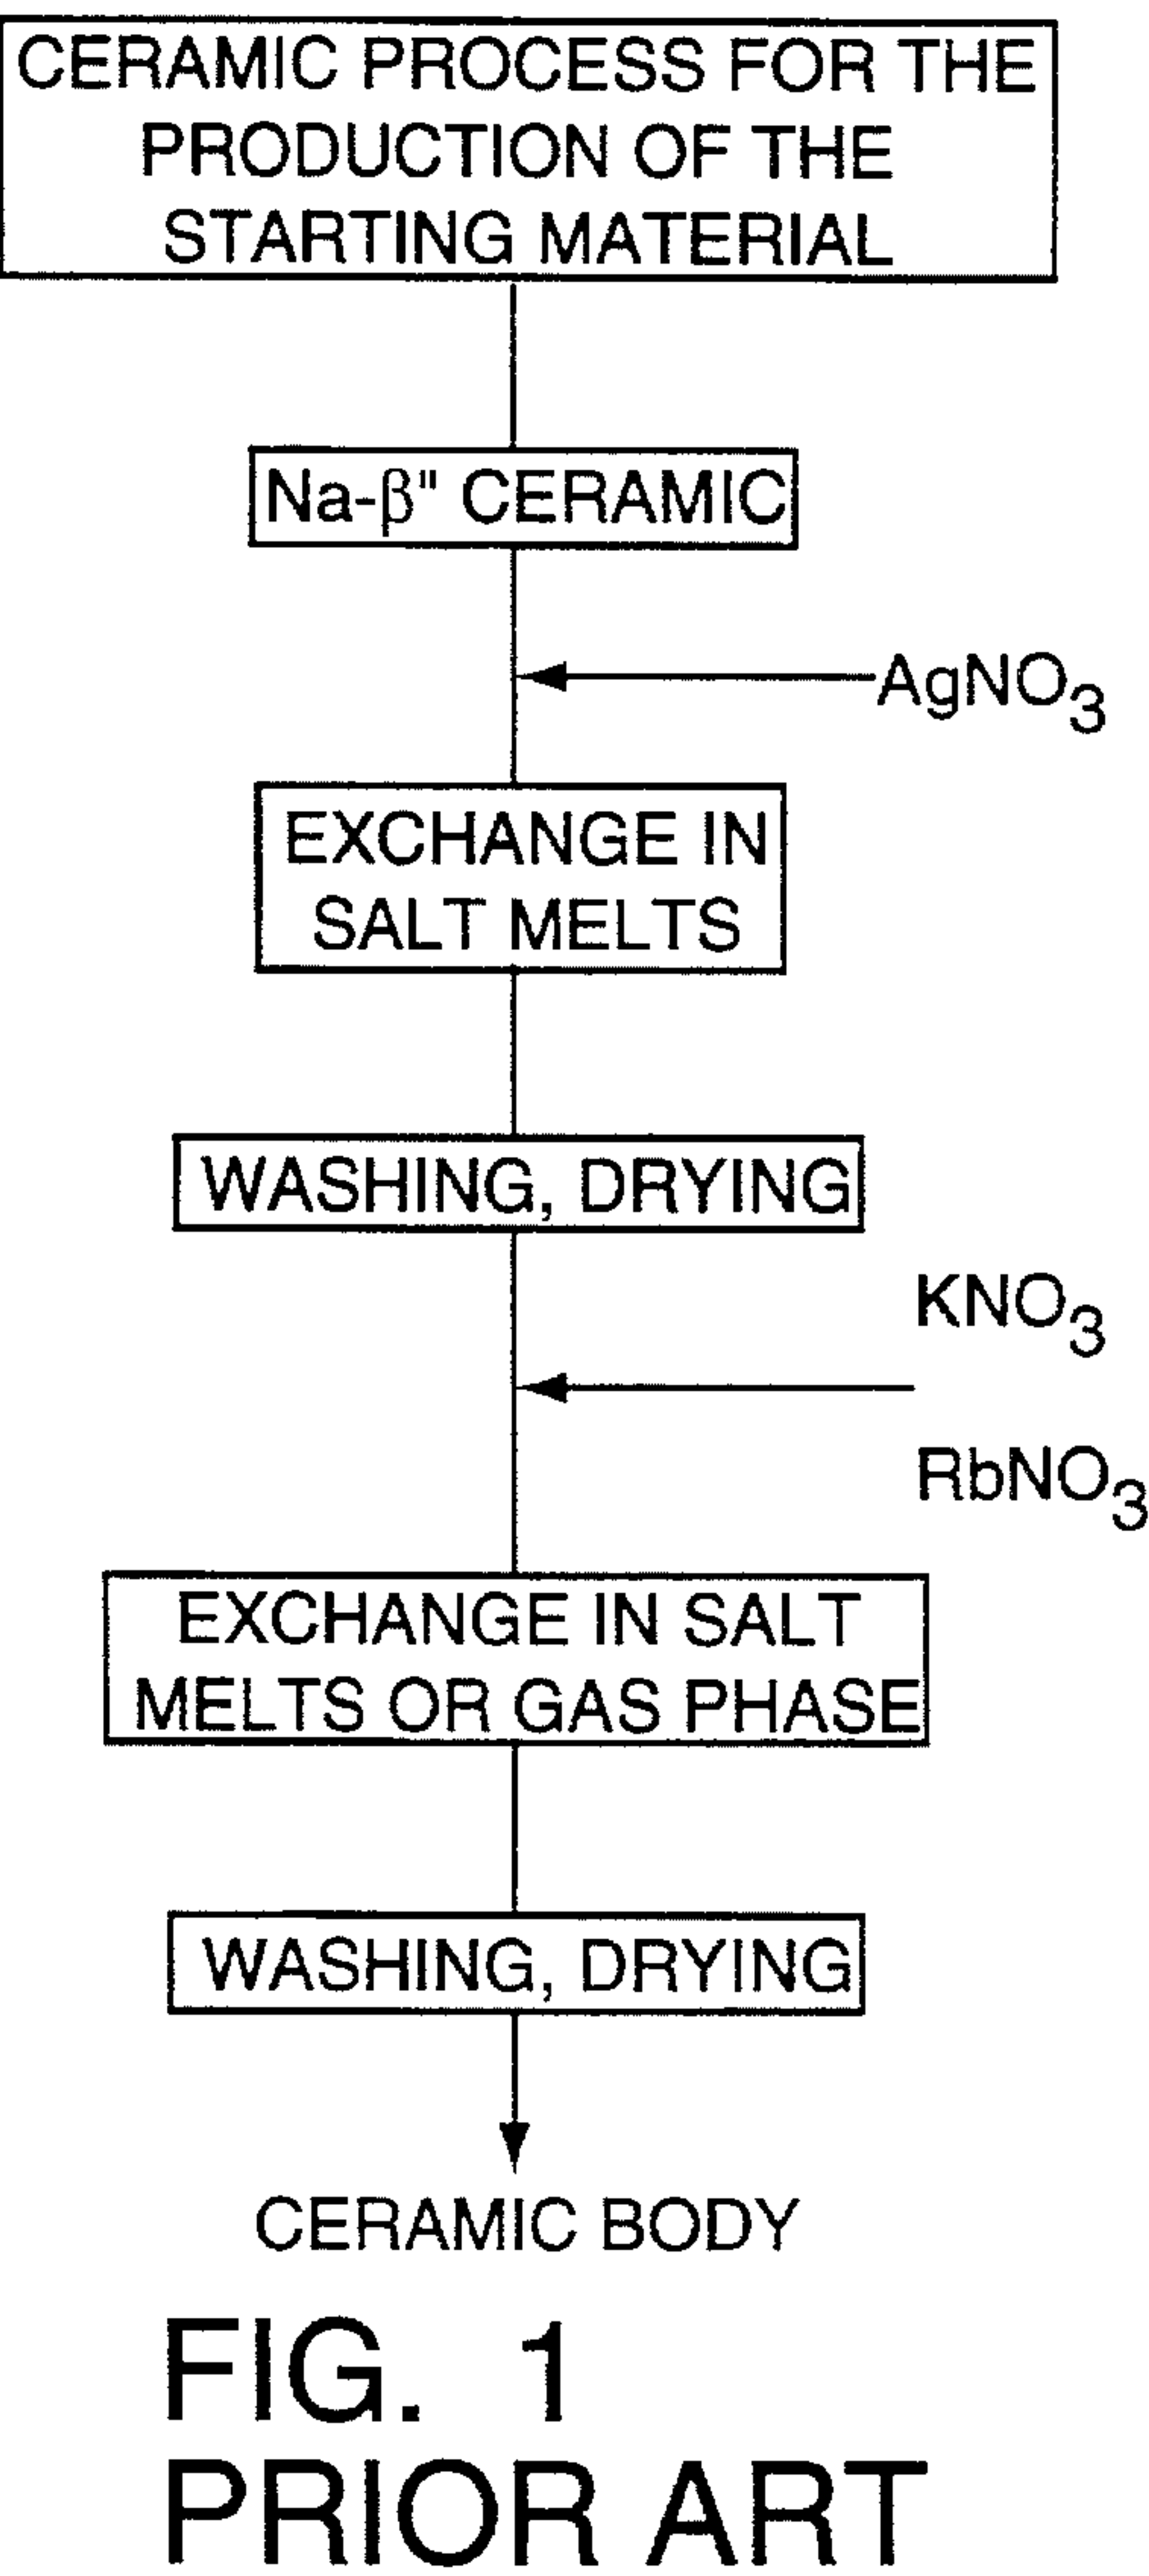 CERAMIC PROCESS FOR THE
PRODUCTION OF THE
STARTING MATERIAL
Na-β" CERAMIC
AgNO3
EXCHANGE IN
SALT MELTS
WASHING, DRYING
KNO3
RbNO3
EXCHANGE IN SALT
MELTS OR GAS PHASE
WASHING, DRYING
CERAMIC BODY
FIG. 1
PRIOR ART